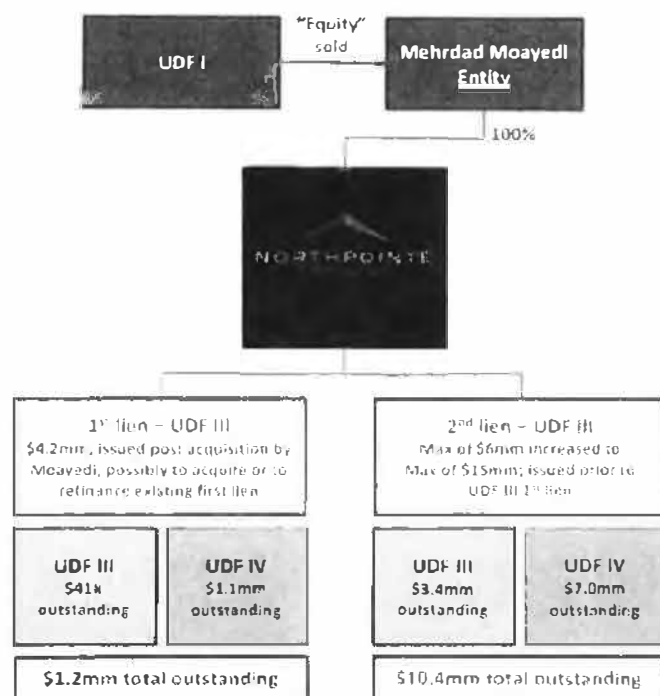 "Equity"
sold
UDF I
Mehrdad Moayedi
Entity
100%
NORTHPOINTE
1st lien – UDF III
$4.2mm, issued post acquisition by
Moayedi, possibly to acquire or to
refinance existing first lien
2nd lien – UDF III
Max of $6mm increased to
Max of $15mm; issued prior to
UDF III 1st lien
UDF III
$41k
outstanding
UDF IV
$1.1mm
outstanding
UDF III
$3.4mm
outstanding
UDF IV
$7.0mm
outstanding
$1.2mm total outstanding
$10.4mm total outstanding